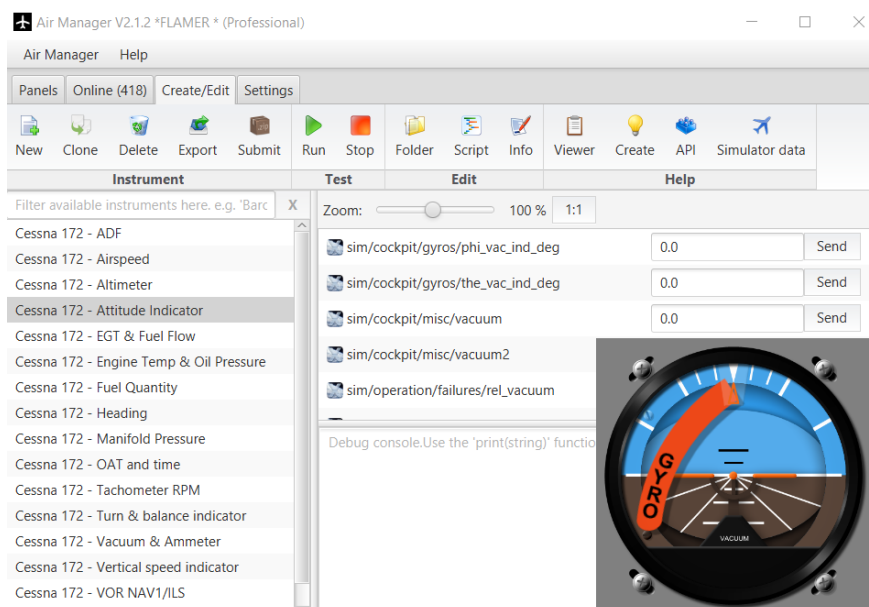 Air Manager V2.1.2 *FLAMER * (Professional)
Air Manager Help
Panels Online (418) Create/Edit Settings
New Clone Delete Export Submit Run Stop Folder Script Info Viewer Create API Simulator data
Instrument Test Edit Help
Filter available instruments here. e.g. 'Barc X
Zoom: 100 % 1:1
Cessna 172 - ADF
Cessna 172 - Airspeed
Cessna 172 - Altimeter
Cessna 172 - Attitude Indicator
Cessna 172 - EGT & Fuel Flow
Cessna 172 - Engine Temp & Oil Pressure
Cessna 172 - Fuel Quantity
Cessna 172 - Heading
Cessna 172 - Manifold Pressure
Cessna 172 - OAT and time
Cessna 172 - Tachometer RPM
Cessna 172 - Turn & balance indicator
Cessna 172 - Vacuum & Ammeter
Cessna 172 - Vertical speed indicator
Cessna 172 - VOR NAV1/ILS
sim/cockpit/gyros/phi_vac_ind_deg 0.0 Send
sim/cockpit/gyros/the_vac_ind_deg 0.0 Send
sim/cockpit/misc/vacuum 0.0 Send
sim/cockpit/misc/vacuum2
sim/operation/failures/rel_vacuum
Debug console.Use the 'print(string)' functio
GYRO
VACUUM